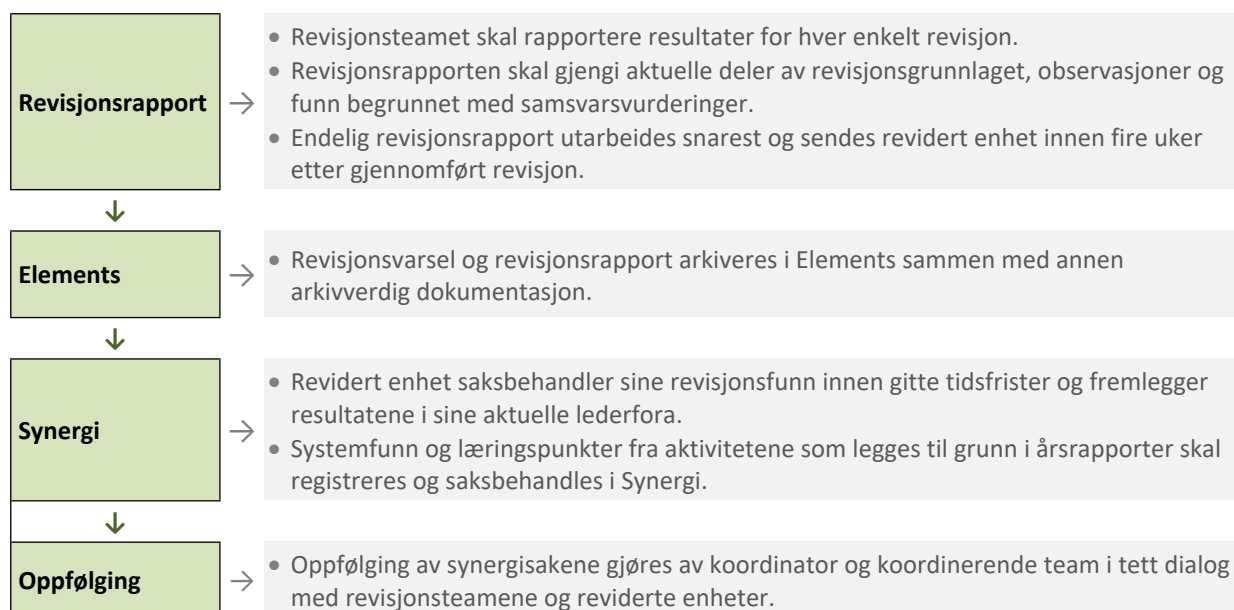 Revisjonsrapport
→
• Revisjonsteamet skal rapportere resultater for hver enkelt revisjon.
• Revisjonsrapporten skal gjengi aktuelle deler av revisjonsgrunnlaget, observasjoner og
funn begrunnet med samsvarsvurderinger.
• Endelig revisjonsrapport utarbeides snarest og sendes revidert enhet innen fire uker
etter gjennomført revisjon.
↓
Elements
→
• Revisjonsvarsel og revisjonsrapport arkiveres i Elements sammen med annen
arkivverdig dokumentasjon.
↓
Synergi
→
• Revidert enhet saksbehandler sine revisjonsfunn innen gitte tidsfrister og fremlegger
resultatene i sine aktuelle lederfora.
• Systemfunn og læringspunkter fra aktivitetene som legges til grunn i årsrapporter skal
registreres og saksbehandles i Synergi.
↓
Oppfølging
→
• Oppfølging av synergisakene gjøres av koordinator og koordinerende team i tett dialog
med revisjonsteamene og reviderte enheter.